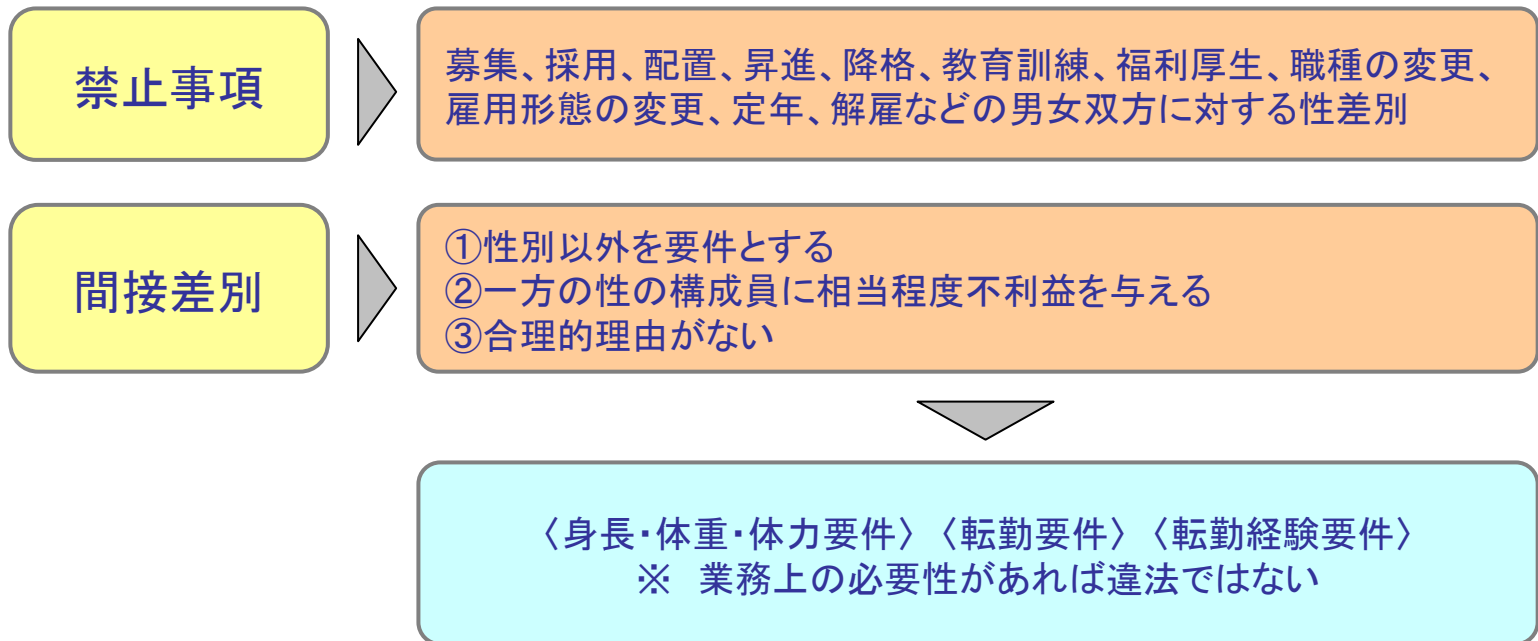 禁止事項
募集、採用、配置、昇進、降格、教育訓練、福利厚生、職種の変更、
雇用形態の変更、定年、解雇などの男女双方に対する性差別
間接差別
①性別以外を要件とする
②一方の性の構成員に相当程度不利益を与える
③合理的理由がない
〈身長・体重・体力要件〉〈転勤要件〉〈転勤経験要件〉
※ 業務上の必要性があれば違法ではない